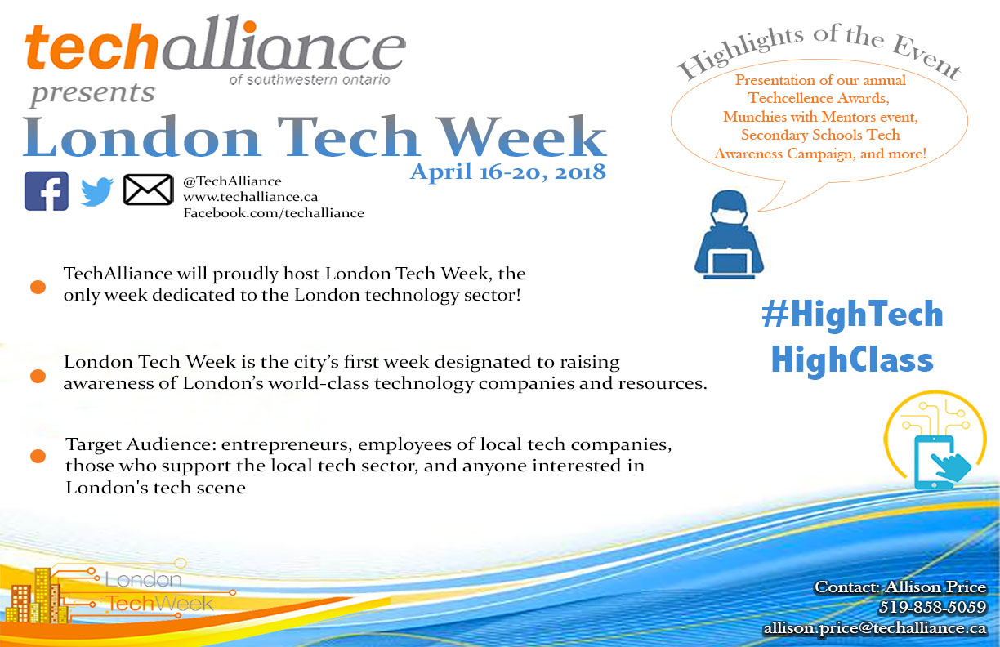 techalliance
of southwestern ontario
presents
London Tech Week
April 16-20, 2018
@TechAlliance
www.techalliance.ca
Facebook.com/techalliance
Highlights of the Event
Presentation of our annual
Techcellence Awards,
Munchies with Mentors event,
Secondary Schools Tech
Awareness Campaign, and more!
TechAlliance will proudly host London Tech Week, the
only week dedicated to the London technology sector!
London Tech Week is the city’s first week designated to raising
awareness of London’s world-class technology companies and resources.
Target Audience: entrepreneurs, employees of local tech companies,
those who support the local tech sector, and anyone interested in
London's tech scene
#HighTech
HighClass
London
TechWeek
Contact: Allison Price
519-858-5059
allison.price@techalliance.ca